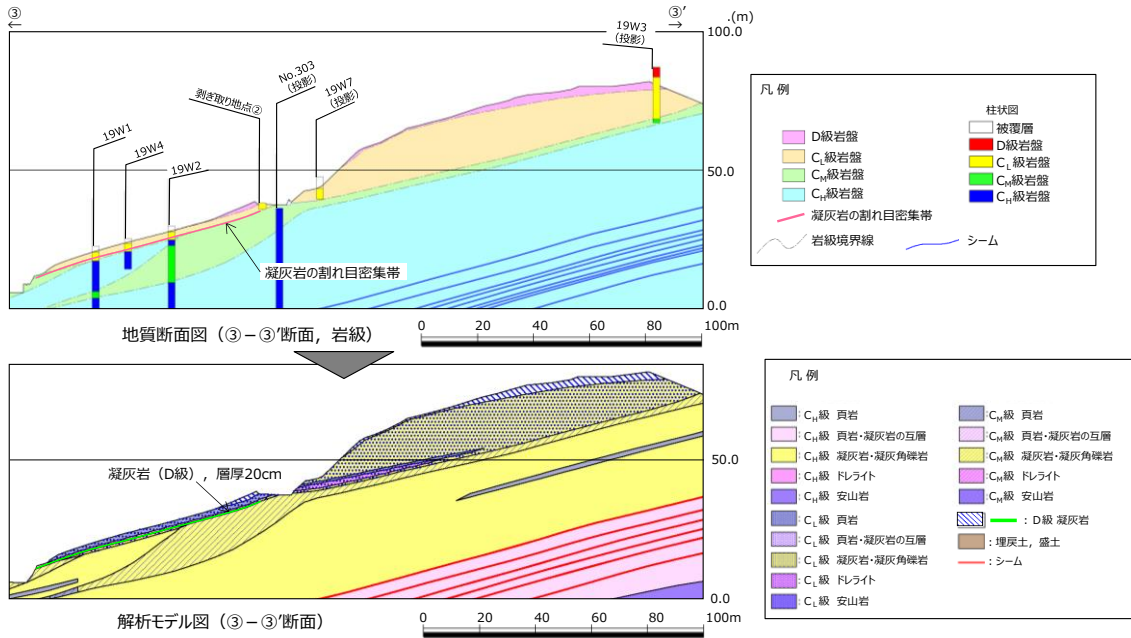 ③
③’
.(m)
100.0
19W3
(投影)
No.303
(投影)
19W7
(投影)
剥ぎ取り地点②
19W1
19W4
19W2
50.0
凝灰岩の割れ目密集帯
0.0
地質断面図（③－③’断面，岩級）
0 20 40 60 80 100m
凡 例
D級岩盤
CL級岩盤
CM級岩盤
CH級岩盤
凝灰岩の割れ目密集帯
岩級境界線
シーム
柱状図
被覆層
D級岩盤
CL級岩盤
CM級岩盤
CH級岩盤
50.0
凝灰岩（D級），層厚20cm
0.0
解析モデル図（③－③’断面）
0 20 40 60 80 100m
凡 例
:CH級 頁岩
:CH級 頁岩・凝灰岩の互層
:CH級 凝灰岩・凝灰角礫岩
:CH級 ドレライト
:CH級 安山岩
:CL級 頁岩
:CL級 頁岩・凝灰岩の互層
:CL級 凝灰岩・凝灰角礫岩
:CL級 ドレライト
:CL級 安山岩
:CM級 頁岩
:CM級 頁岩・凝灰岩の互層
:CM級 凝灰岩・凝灰角礫岩
:CM級 ドレライト
:CM級 安山岩
：D級 凝灰岩
:埋戻土，盛土
:シーム